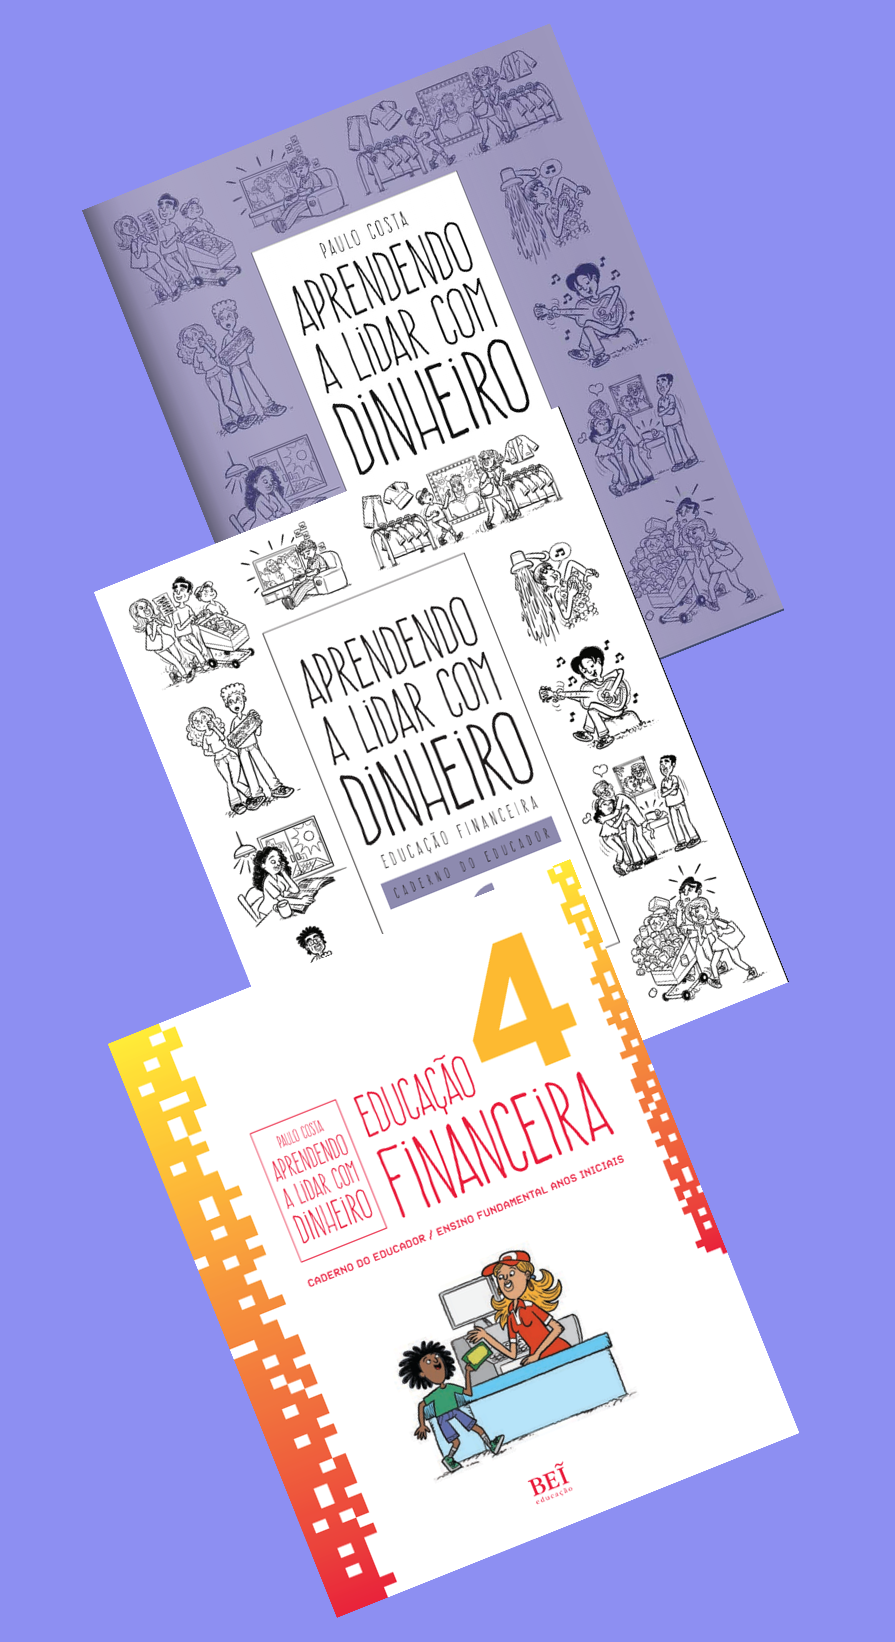 PAULO COSTA
APRENDENDO
A LIDAR COM
DINHEIRO
APRENDENDO
A LIDAR COM
DINHEIRO
EDUCAÇÃO FINANCEIRA
CADERNO DO EDUCADOR
4
EDUCAÇÃO
FINANCEIRA
PAULO COSTA
APRENDENDO
A LIDAR COM
DINHEIRO
CADERNO DO EDUCADOR / ENSINO FUNDAMENTAL ANOS INICIAIS
BEĨ
educação